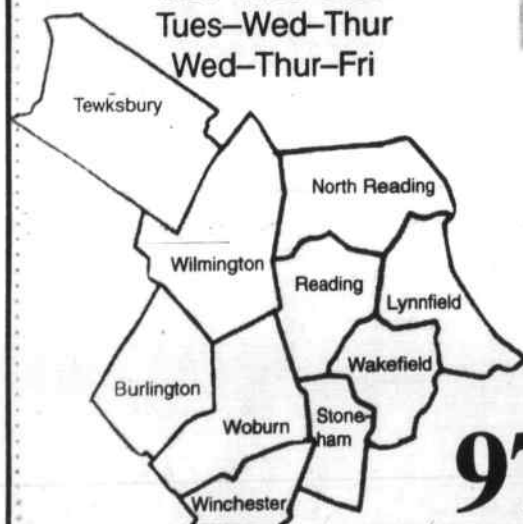 Tues–Wed–Thur
Wed–Thur–Fri
Tewksbury
North Reading
Wilmington
Reading
Lynnfield
Wakefield
Burlington
Stone-
ham
Woburn
Winchester